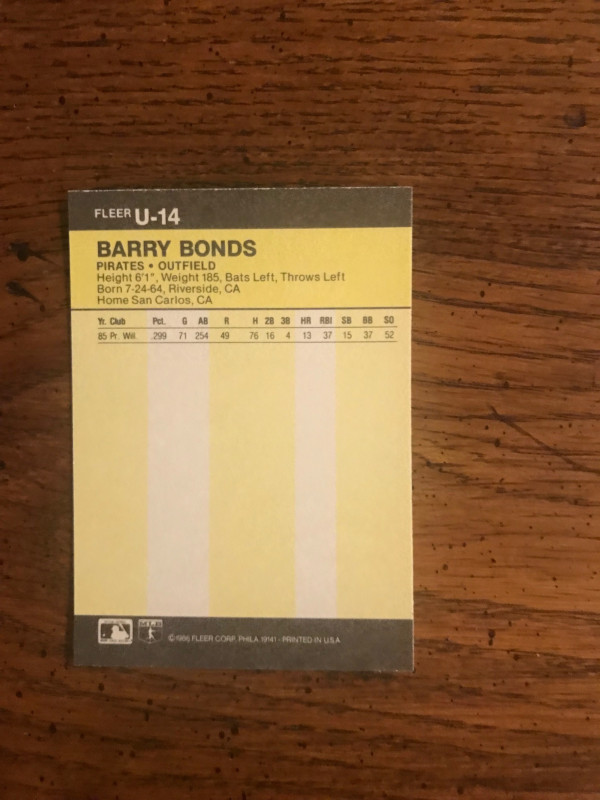 FLEER U-14
BARRY BONDS
PIRATES • OUTFIELD
Height 6'1", Weight 185, Bats Left, Throws Left
Born 7-24-64, Riverside, CA
Home San Carlos, CA
Yr. Club Pct. G AB R H 2B 3B HR RBI SB BB SO
85 Pr. Will. .299 71 254 49 76 16 4 13 37 15 37 52
MLB
©1986 FLEER CORP. PHILA. 19141 - PRINTED IN U.S.A.